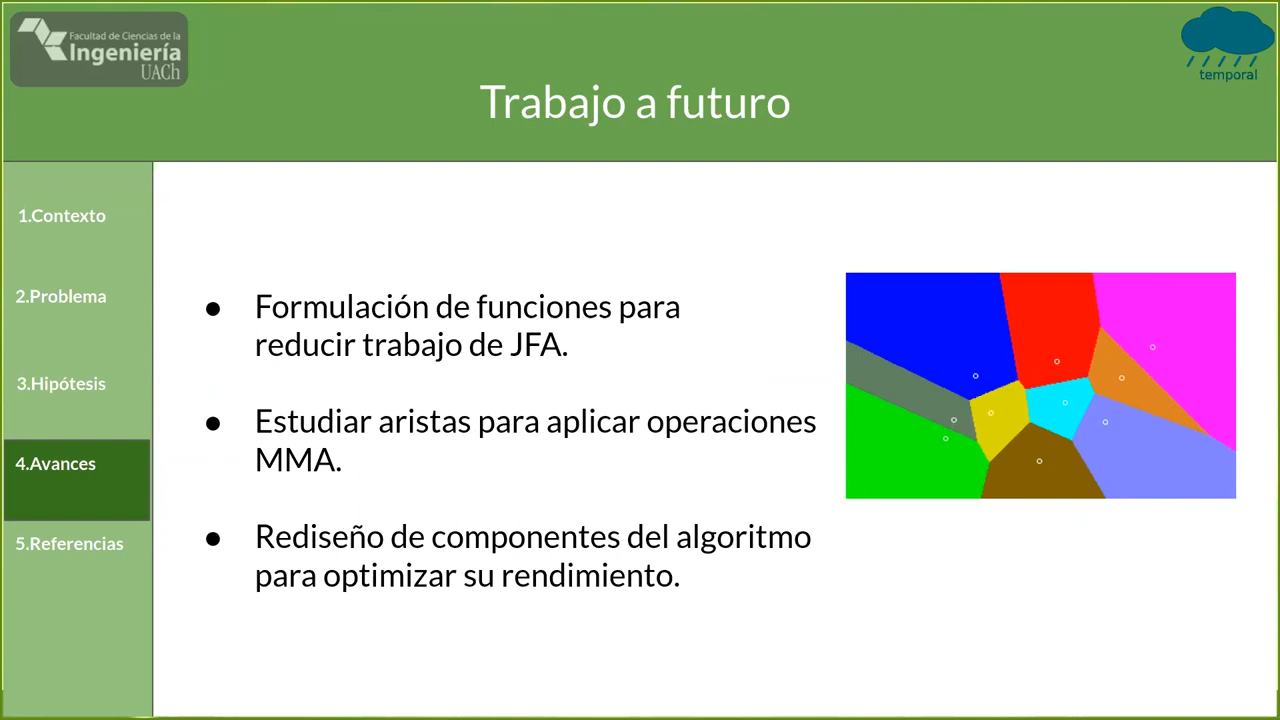 Facultad de Ciencias de la
Ingeniería
UACh
temporal
Trabajo a futuro
1.Contexto
2.Problema
3.Hipótesis
4.Avances
5.Referencias
● Formulación de funciones para
reducir trabajo de JFA.
● Estudiar aristas para aplicar operaciones
MMA.
● Rediseño de componentes del algoritmo
para optimizar su rendimiento.